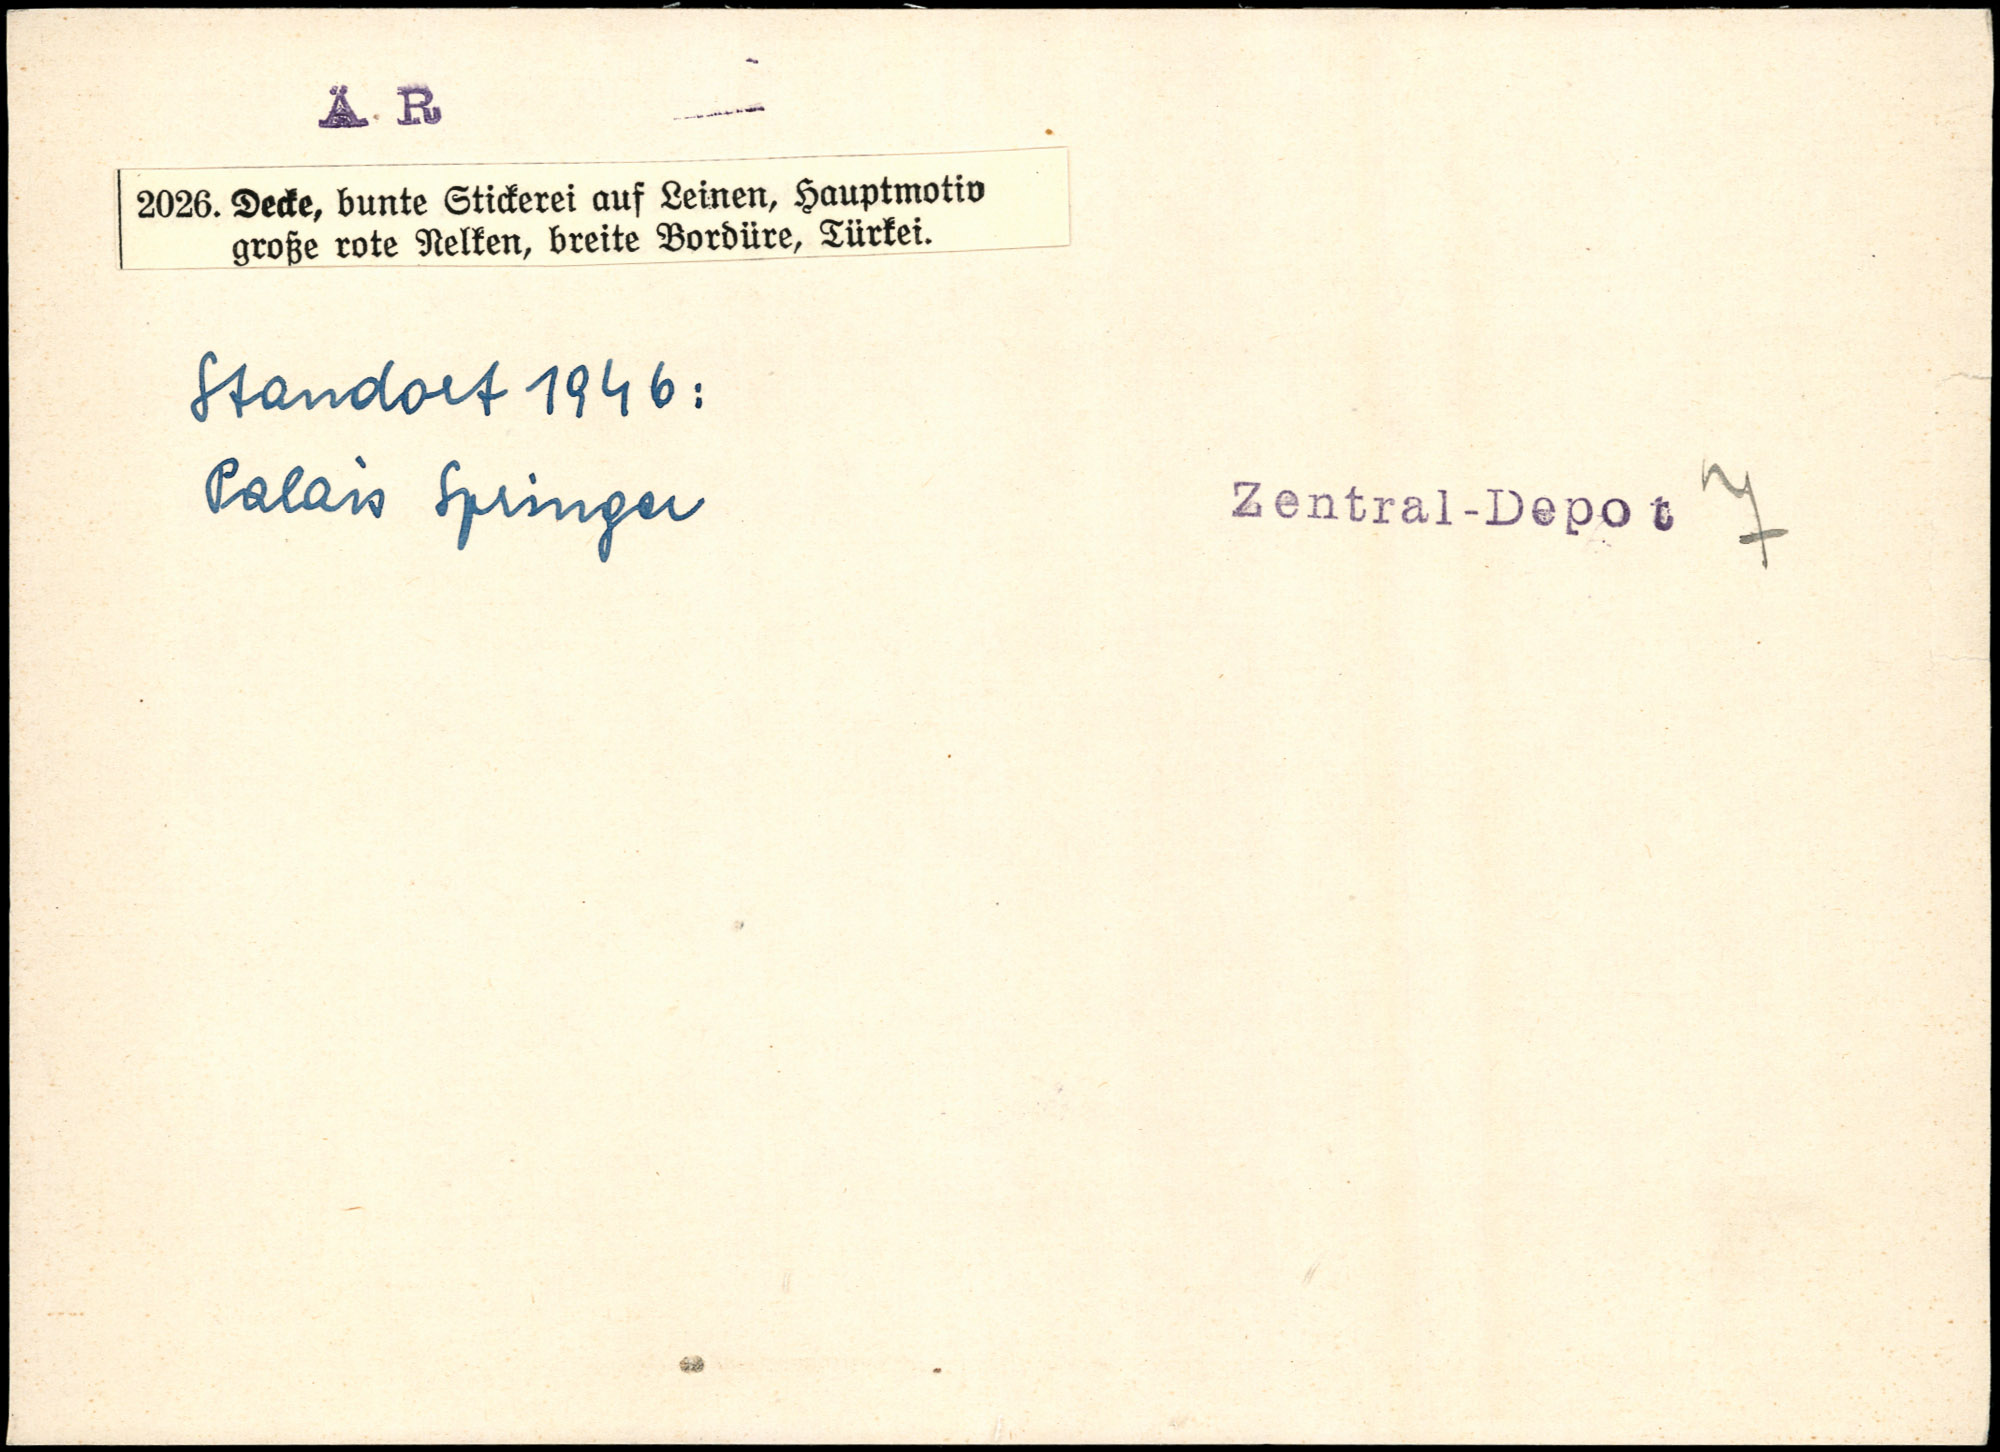 Ä. R
2026. Decke, bunte Stickerei auf Leinen, Hauptmotiv
große rote Nelken, breite Bordüre, Türkei.
Standort 1946:
Palais Springer
Zentral-Depot 7